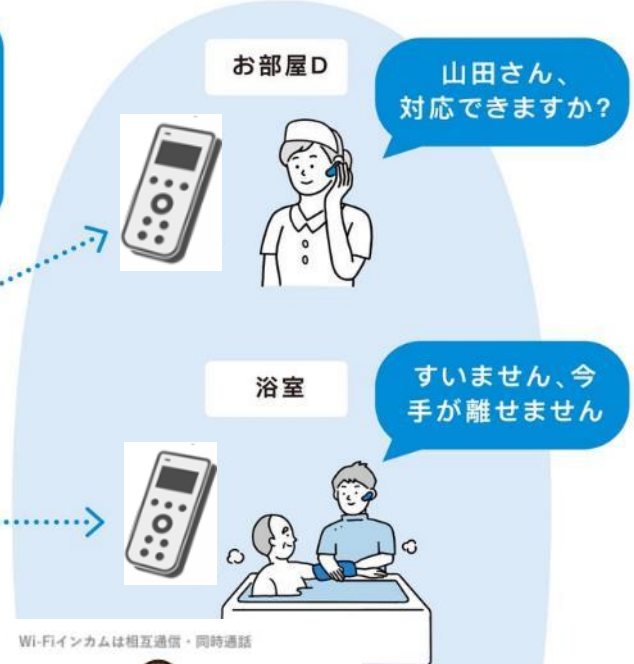 お部屋D
山田さん、
対応できますか?
浴室
すいません、今
手が離せません
Wi-Fiインカムは相互通信・同時通話